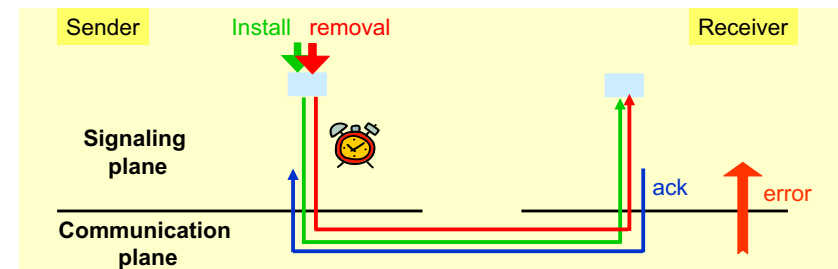 Sender
Install removal
Receiver
Signaling
plane
ack
error
Communication
plane